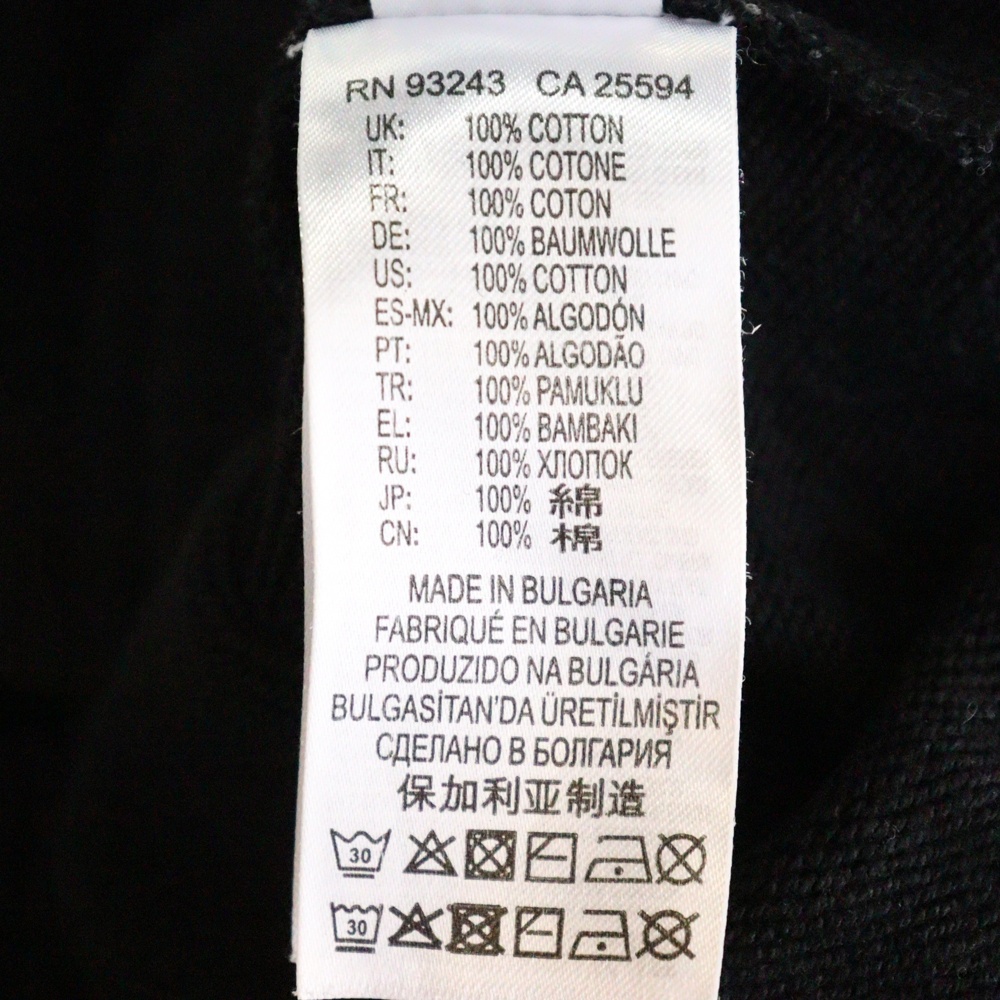 RN 93243 CA 25594
UK: 100% COTTON
IT: 100% COTONE
FR: 100% COTON
DE: 100% BAUMWOLLE
US: 100% COTTON
ES-MX: 100% ALGODÓN
PT: 100% ALGODÃO
TR: 100% PAMUKLU
EL: 100% BAMBAKI
RU: 100% ХЛОПОК
JP: 100% 綿
CN: 100% 棉
MADE IN BULGARIA
FABRIQUÉ EN BULGARIE
PRODUZIDO NA BULGÁRIA
BULGASİTAN'DA ÜRETİLMİŞTİR
СДЕЛАНО В БОЛГАРИЯ
保加利亚制造
30
30